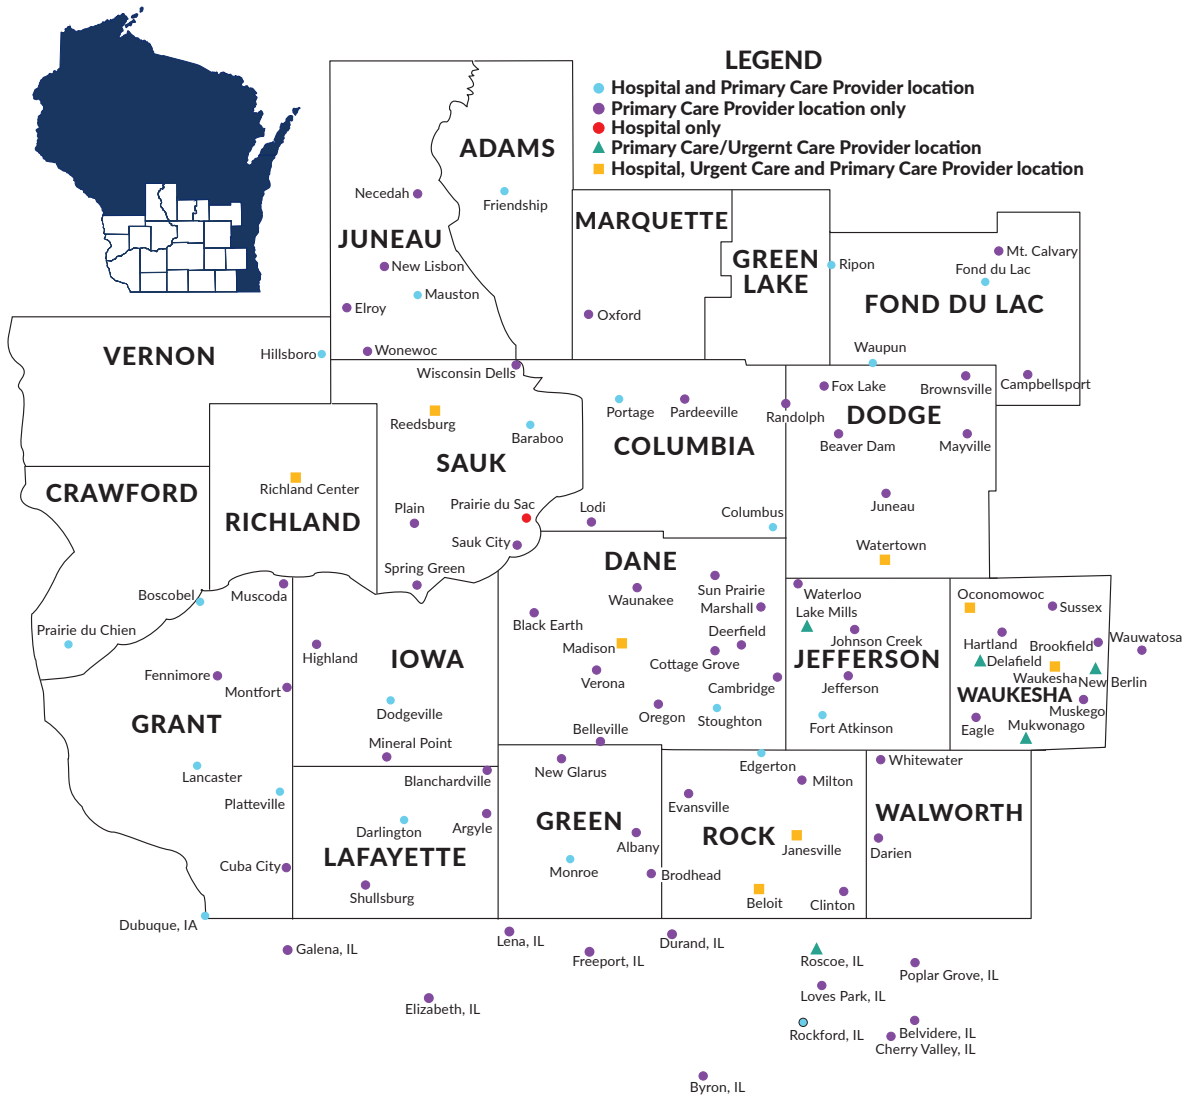 LEGEND
Hospital and Primary Care Provider location
Primary Care Provider location only
Hospital only
Primary Care/Urgernt Care Provider location
Hospital, Urgent Care and Primary Care Provider location
ADAMS
Necedah
Friendship
MARQUETTE
JUNEAU
GREEN
LAKE
Mt. Calvary
Ripon
Fond du Lac
New Lisbon
Mauston
FOND DU LAC
Elroy
Oxford
VERNON
Hillsboro
Wonewoc
Waupun
Wisconsin Dells
Fox Lake
Brownsville
Campbellsport
Reedsburg
Portage
Pardeeville
Randolph
DODGE
Baraboo
COLUMBIA
Beaver Dam
Mayville
SAUK
CRAWFORD
Richland Center
RICHLAND
Plain
Prairie du Sac
Lodi
Columbus
Juneau
Sauk City
Watertown
DANE
Spring Green
Boscobel
Muscoda
Waunakee
Sun Prairie
Marshall
Waterloo
Oconomowoc
Sussex
Lake Mills
Prairie du Chien
Black Earth
Deerfield
Johnson Creek
Hartland
Brookfield
Wauwatosa
Highland
IOWA
Madison
Cottage Grove
JEFFERSON
Delafield
Fennimore
Montfort
Verona
Cambridge
Jefferson
Waukesha
New Berlin
WAUKESHA
Muskego
GRANT
Dodgeville
Oregon
Stoughton
Fort Atkinson
Eagle
Mukwonago
Mineral Point
Belleville
Lancaster
Blanchardville
New Glarus
Edgerton
Milton
Whitewater
Platteville
Evansville
WALWORTH
Darlington
Argyle
GREEN
ROCK
LAFAYETTE
Albany
Janesville
Darien
Cuba City
Monroe
Brodhead
Shullsburg
Beloit
Clinton
Dubuque, IA
Galena, IL
Lena, IL
Freeport, IL
Durand, IL
Roscoe, IL
Poplar Grove, IL
Loves Park, IL
Elizabeth, IL
Rockford, IL
Belvidere, IL
Cherry Valley, IL
Byron, IL